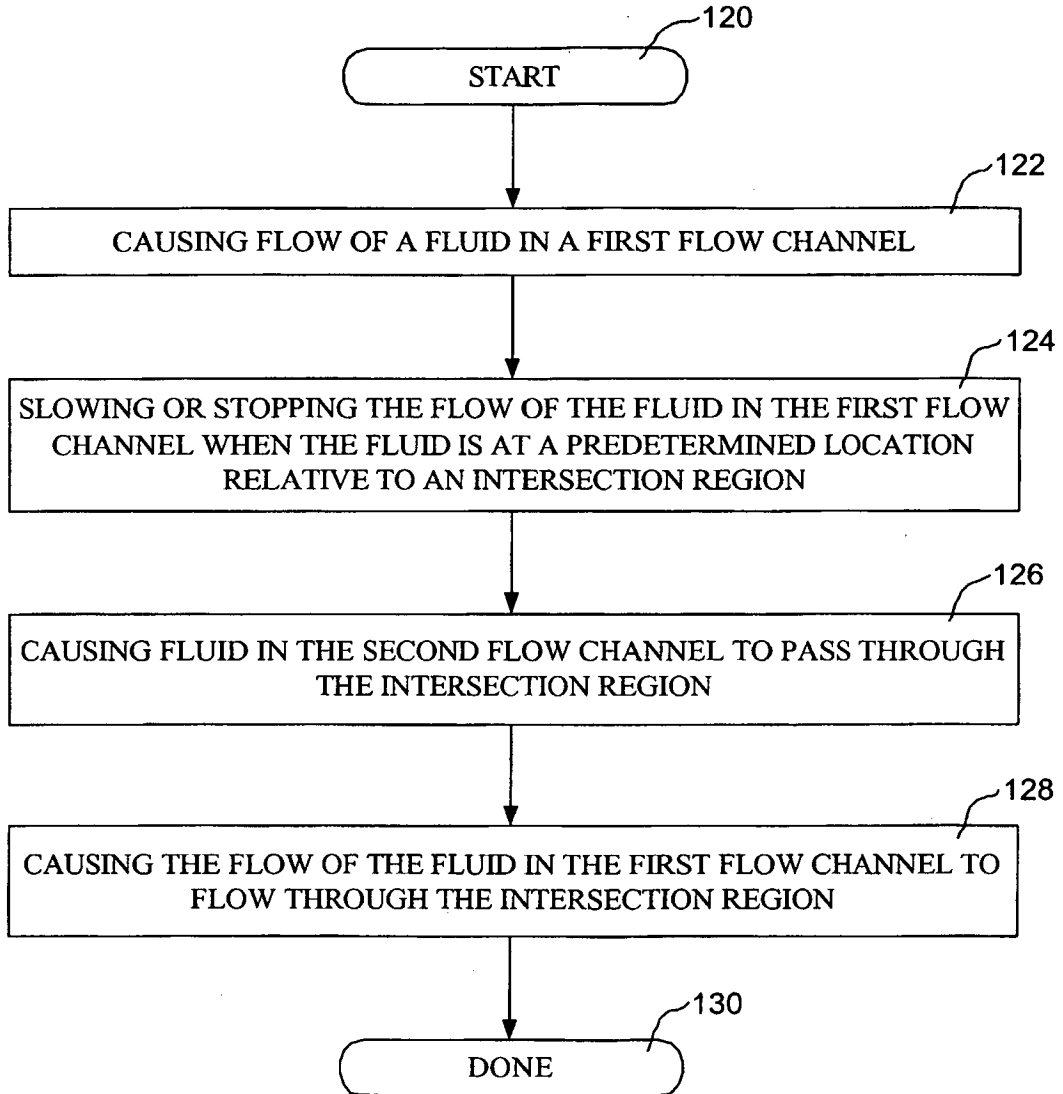 120
START
122
CAUSING FLOW OF A FLUID IN A FIRST FLOW CHANNEL
124
SLOWING OR STOPPING THE FLOW OF THE FLUID IN THE FIRST FLOW
CHANNEL WHEN THE FLUID IS AT A PREDETERMINED LOCATION
RELATIVE TO AN INTERSECTION REGION
126
CAUSING FLUID IN THE SECOND FLOW CHANNEL TO PASS THROUGH
THE INTERSECTION REGION
128
CAUSING THE FLOW OF THE FLUID IN THE FIRST FLOW CHANNEL TO
FLOW THROUGH THE INTERSECTION REGION
130
DONE